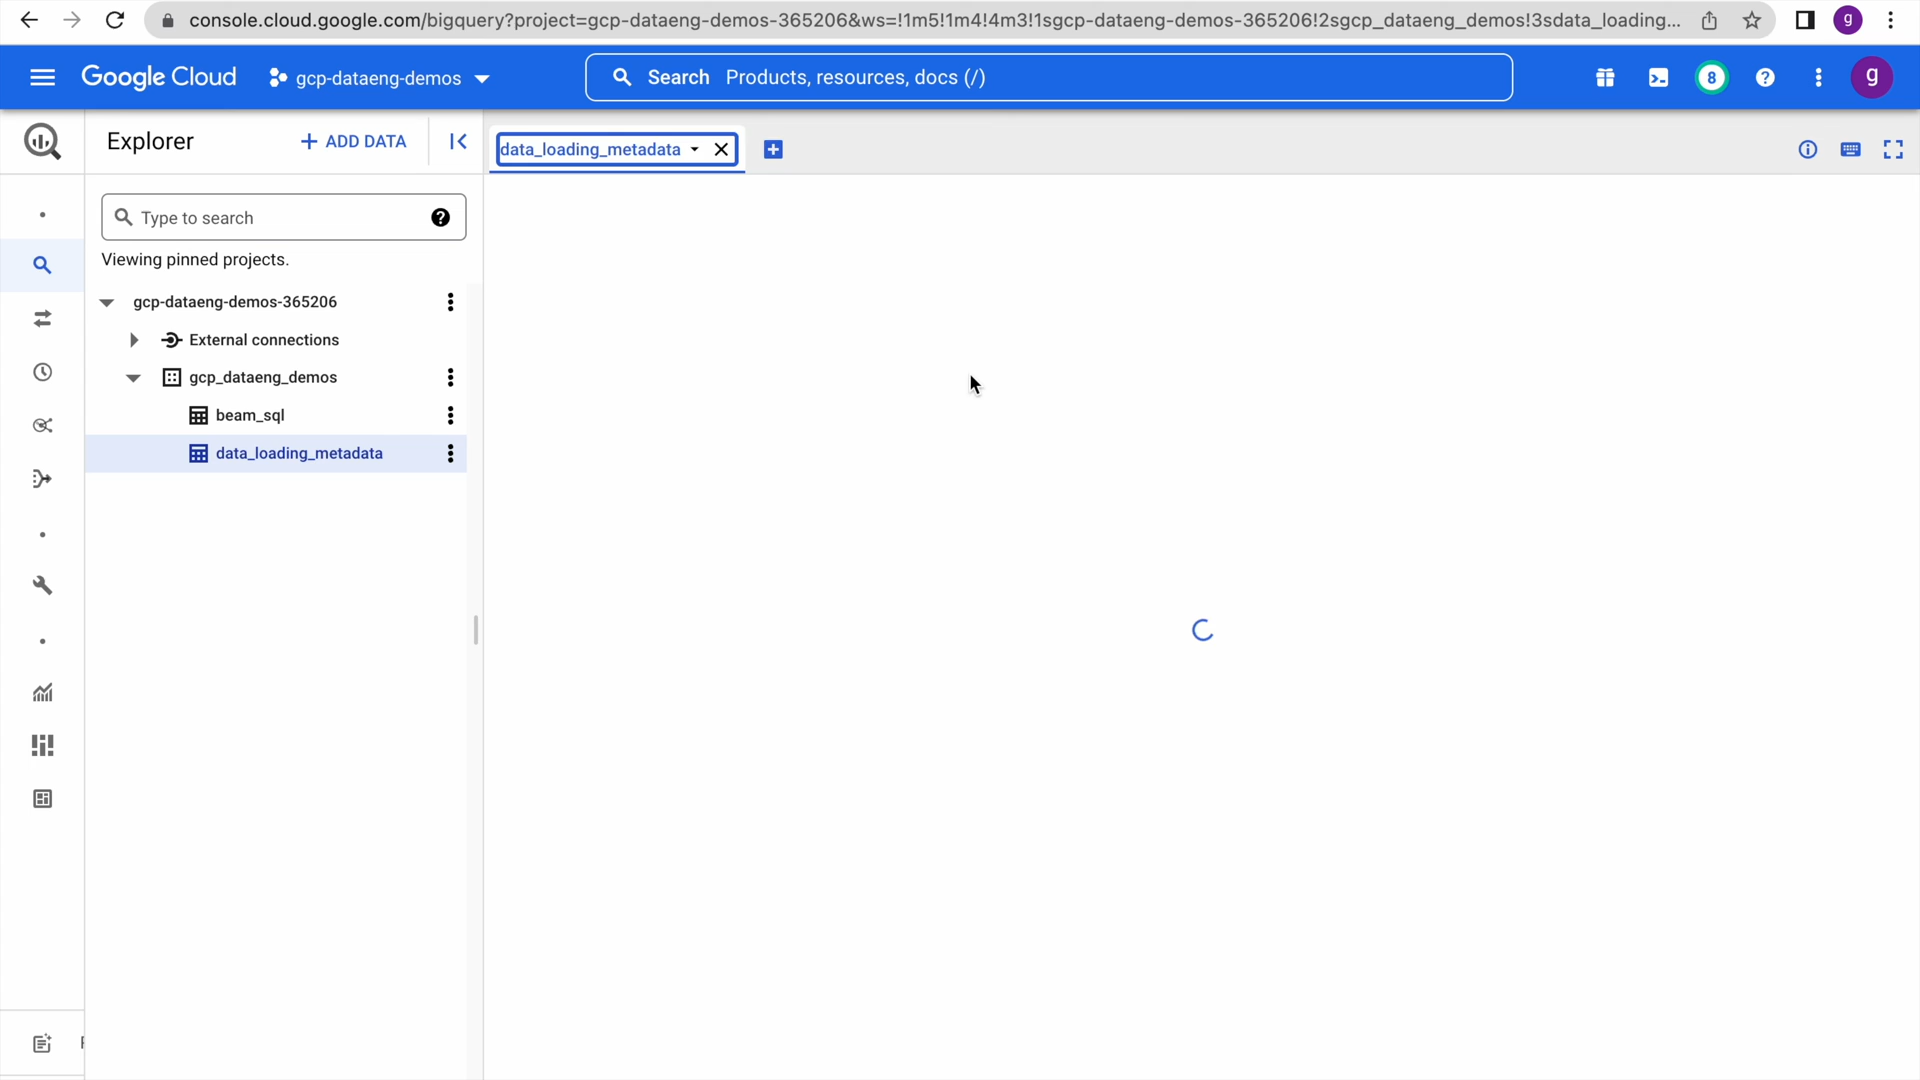 console.cloud.google.com/bigquery?project=gcp-dataeng-demos-365206&ws=!1m5!1m4!4m3!1sgcp-dataeng-demos-365206!2sgcp_dataeng_demos!3sdata_loading...
g
Google Cloud
gcp-dataeng-demos
Search Products, resources, docs (/)
8
g
Explorer
+ ADD DATA
data_loading_metadata
Type to search
Viewing pinned projects.
gcp-dataeng-demos-365206
External connections
gcp_dataeng_demos
beam_sql
data_loading_metadata